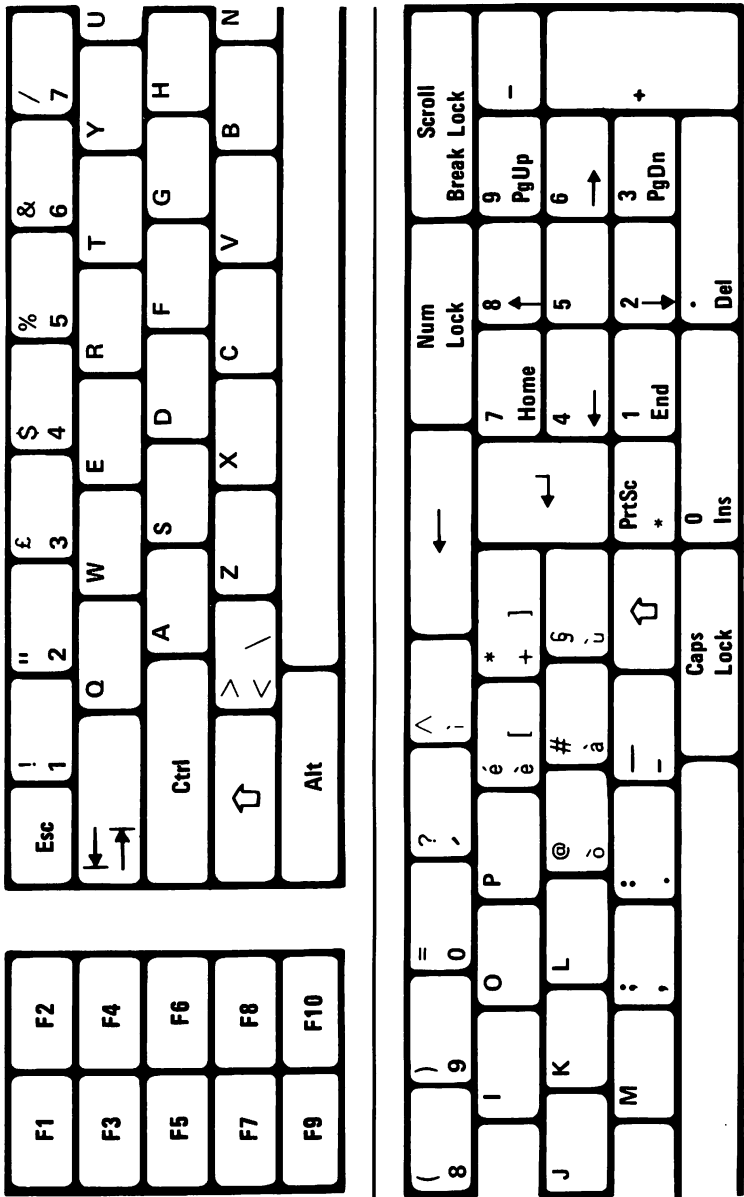 ! " £ $ % & /
F1 F2 Esc 1 2 3 4 5 6 7
Q W E R T Y U
F3 F4
A S D F G H
F5 F6 Ctrl
> Z X C V B N
F7 F8 < \
F9 F10 Alt
( ) = ? ^ Num Scroll
8 9 0 ' ì ← Lock Break Lock
I O P é * 7 8 9
è [ + ] Home ↑ PgUp -
J K L @ # § 4 5 6
ò à ù ← → +
M ; : _ PrtSc 1 2 3
, . - * End ↓ PgDn
Caps 0 .
Lock Ins Del